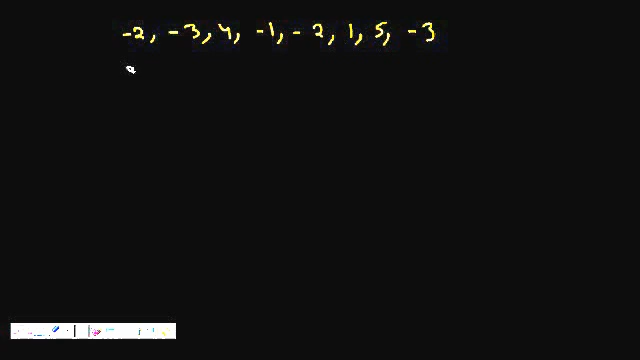 -2, -3, 4, -1, -2, 1, 5, -3